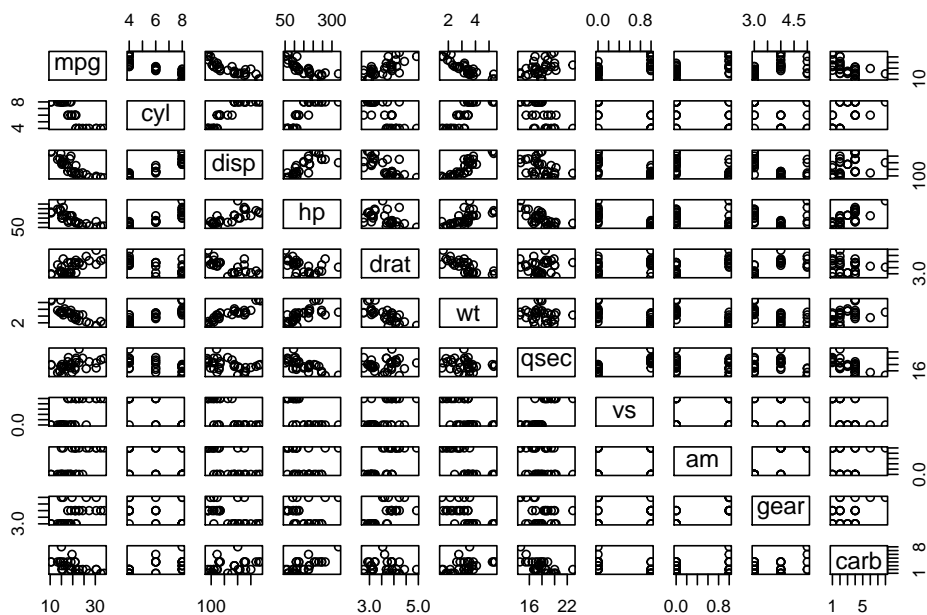 4 6 8 50 300 2 4 0.0 0.8 3.0 4.5
mpg 10
4 8 cyl
disp 100
50 hp
drat 3.0
2 wt
qsec 16
0.0 vs
am 0.0
3.0 gear
carb 1 8
10 30 100 3.0 5.0 16 22 0.0 0.8 1 5